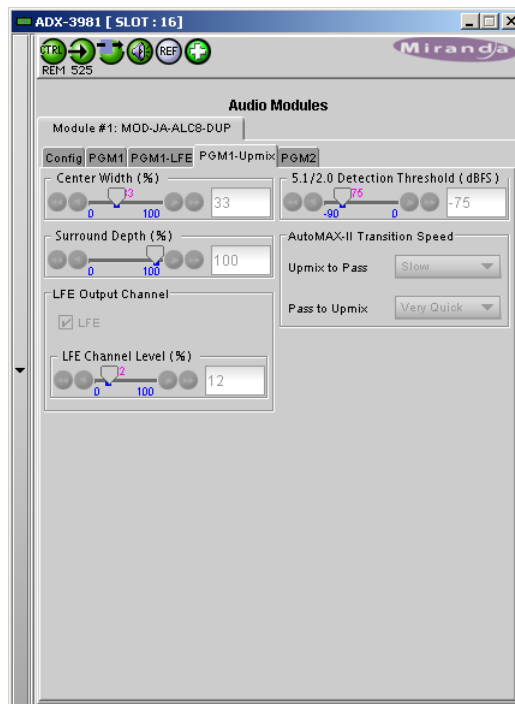 ADX-3981 [ SLOT : 16]
CTRL REF
REM 525
Miranda
Audio Modules
Module #1: MOD-JA-ALC8-DUP
Config PGM1 PGM1-LFE PGM1-Upmix PGM2
Center Width (%)
33
0 100
33
5.1/2.0 Detection Threshold ( dBFS )
75
-90 0
-75
Surround Depth (%)
0 100
100
AutoMAX-II Transition Speed
Upmix to Pass Slow
Pass to Upmix Very Quick
LFE Output Channel
LFE
LFE Channel Level (%)
2
0 100
12